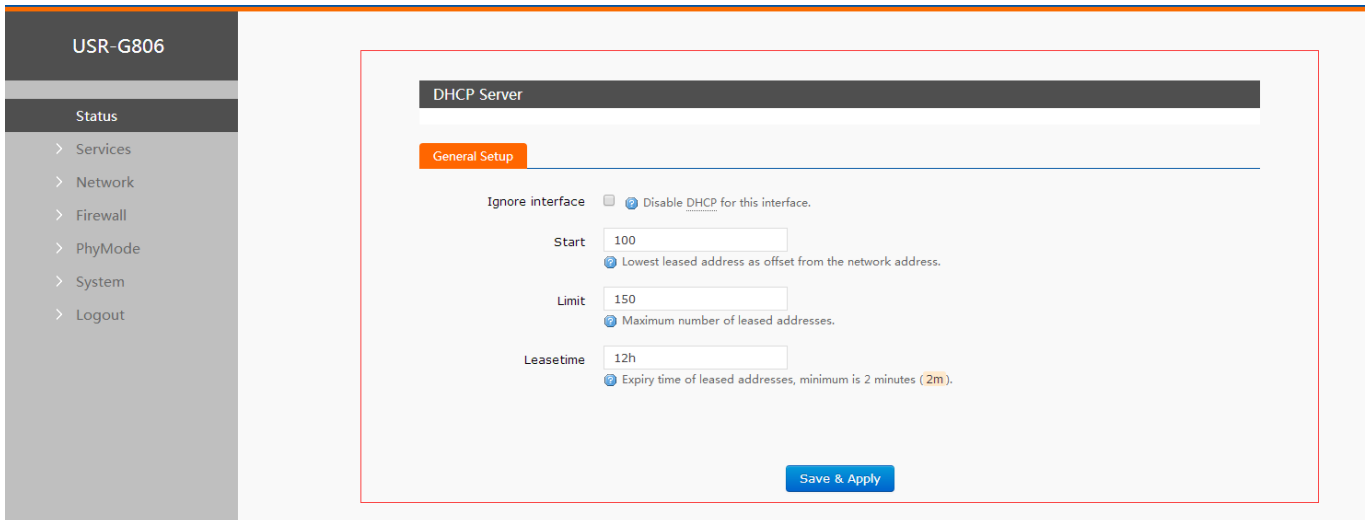 USR-G806
Status
Services
Network
Firewall
PhyMode
System
Logout
DHCP Server
General Setup
Ignore interface Disable DHCP for this interface.
Start 100
Lowest leased address as offset from the network address.
Limit 150
Maximum number of leased addresses.
Leasetime 12h
Expiry time of leased addresses, minimum is 2 minutes (2m).
Save & Apply